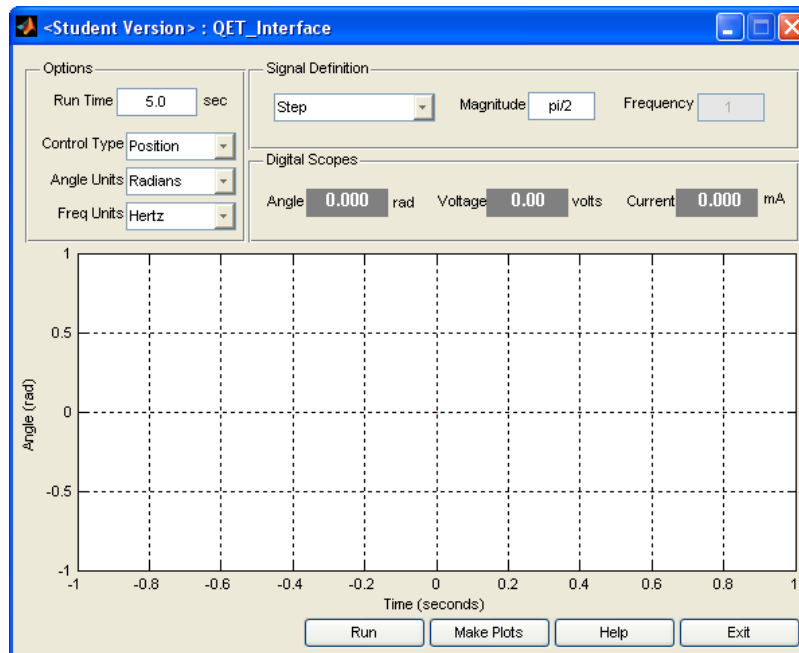 <Student Version> : QET_Interface
Options
Run Time 5.0 sec
Control Type Position
Angle Units Radians
Freq Units Hertz
Signal Definition
Step Magnitude pi/2 Frequency 1
Digital Scopes
Angle 0.000 rad Voltage 0.00 volts Current 0.000 mA
1
0.5
0
-0.5
-1
Angle (rad)
-1 -0.8 -0.6 -0.4 -0.2 0 0.2 0.4 0.6 0.8 1
Time (seconds)
Run Make Plots Help Exit